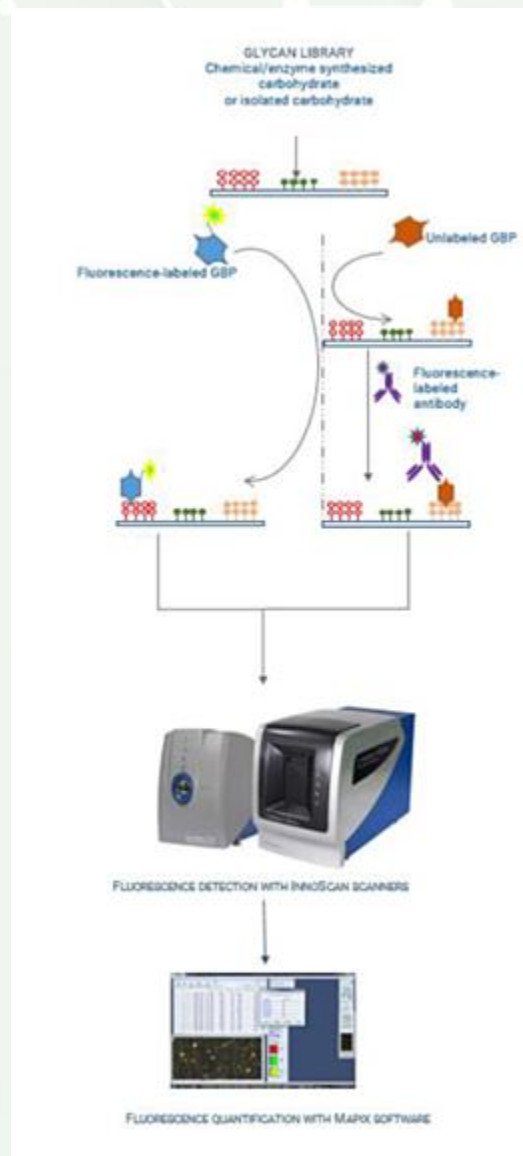 GLYCAN LIBRARY
Chemical/enzyme synthesized
carbohydrate
or isolated carbohydrate
Fluorescence-labeled GBP
Unlabeled GBP
Fluorescence-
labeled
antibody
FLUORESCENCE DETECTION WITH INNOSCAN SCANNERS
FLUORESCENCE QUANTIFICATION WITH MAPIX SOFTWARE